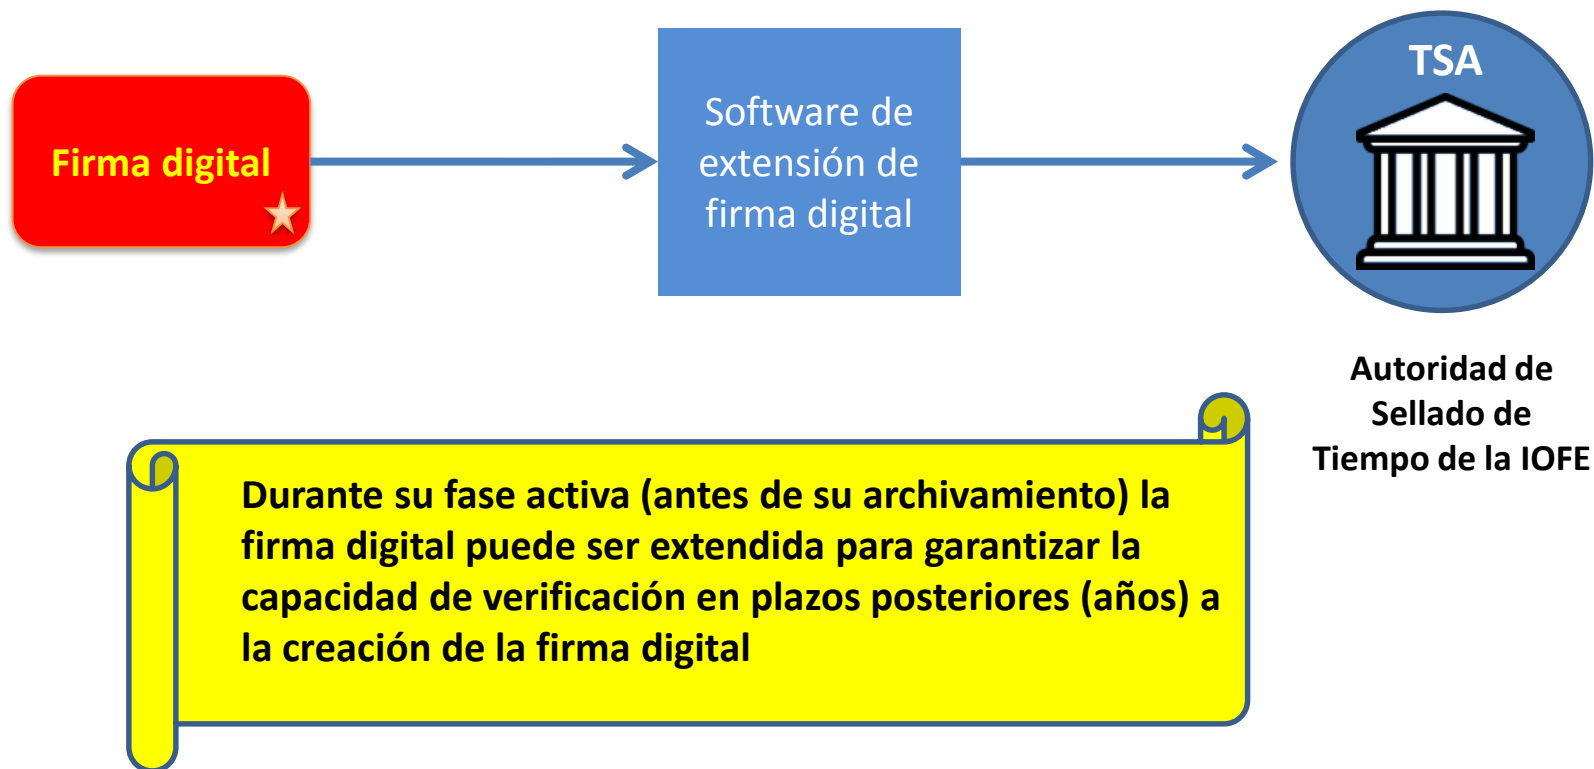 Firma digital
Software de
extensión de
firma digital
TSA
Autoridad de
Sellado de
Tiempo de la IOFE
Durante su fase activa (antes de su archivamiento) la
firma digital puede ser extendida para garantizar la
capacidad de verificación en plazos posteriores (años) a
la creación de la firma digital